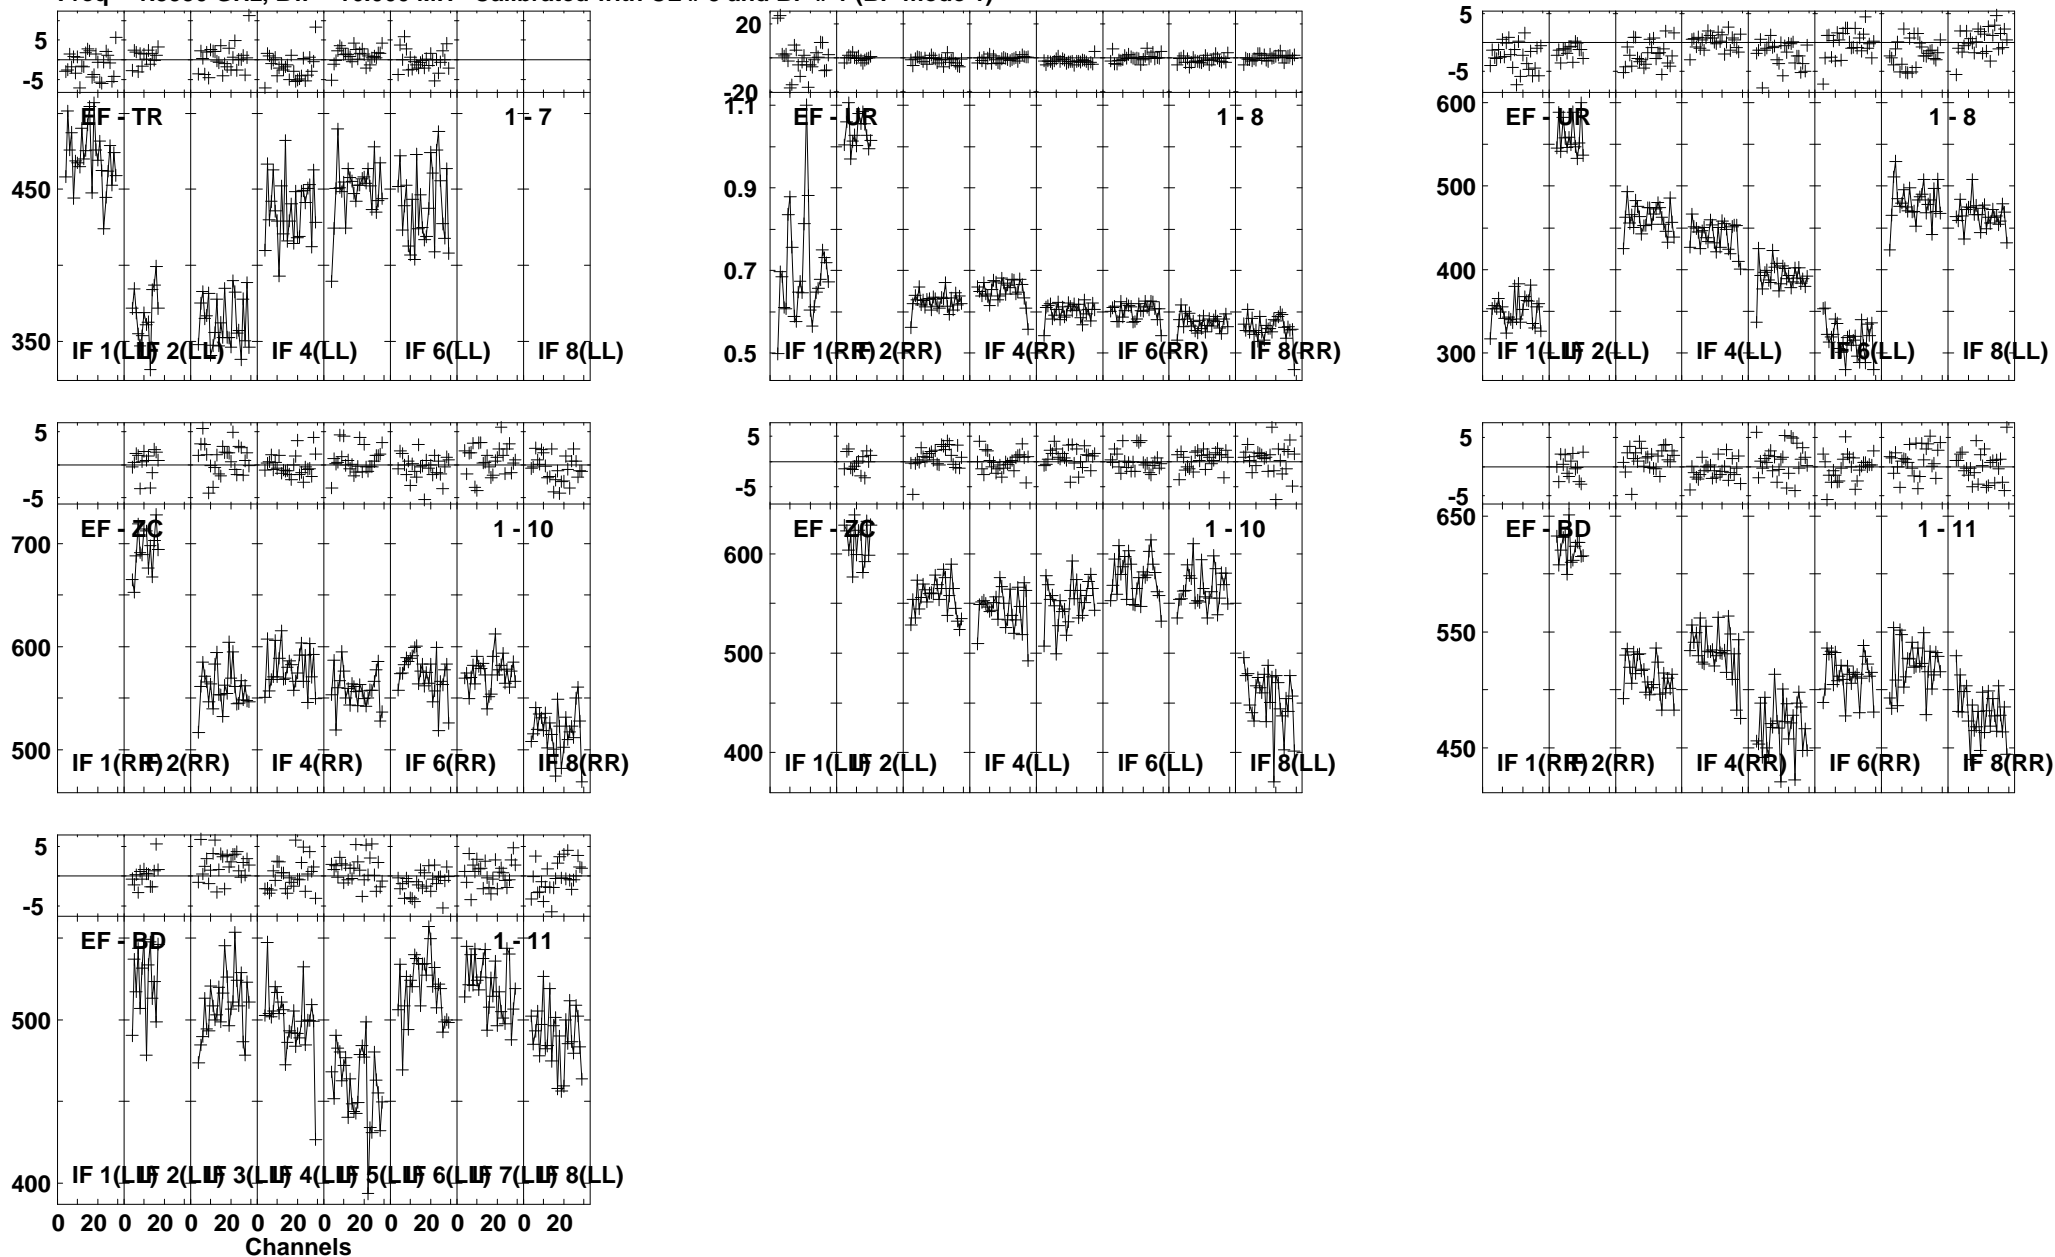 5
-5
EF - TR 1 - 7
450
350
IF 1(LL) IF 2(LL) IF 4(LL) IF 6(LL) IF 8(LL)
20
-20
1.1
EF - UR 1 - 8
0.9
0.7
0.5
IF 1(RR) IF 2(RR) IF 4(RR) IF 6(RR) IF 8(RR)
5
-5
600
EF - UR 1 - 8
500
400
300
IF 1(LL) IF 2(LL) IF 4(LL) IF 6(LL) IF 8(LL)
5
-5
EF - ZC 1 - 10
700
600
500
IF 1(RR) IF 2(RR) IF 4(RR) IF 6(RR) IF 8(RR)
5
-5
EF - ZC 1 - 10
600
500
400
IF 1(LL) IF 2(LL) IF 4(LL) IF 6(LL) IF 8(LL)
5
-5
650
EF - BD 1 - 11
550
450
IF 1(RR) IF 2(RR) IF 4(RR) IF 6(RR) IF 8(RR)
5
-5
EF - BD 1 - 11
500
400
IF 1(LL) IF 2(LL) IF 3(LL) IF 4(LL) IF 5(LL) IF 6(LL) IF 7(LL) IF 8(LL)
0 20 0 20 0 20 0 20 0 20 0 20 0 20 0 20
Channels